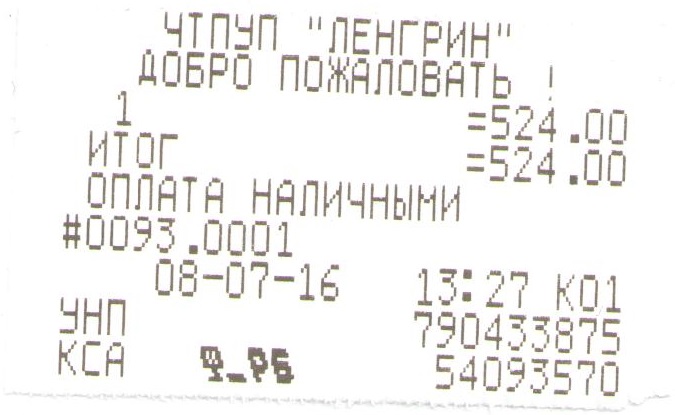 ЧТПУП "ЛЕНГРИН"
ДОБРО ПОЖАЛОВАТЬ !
1 =524.00
ИТОГ =524.00
ОПЛАТА НАЛИЧНЫМИ
#0093.0001
08-07-16 13:27 К01
УНП 790433875
КСА 54093570